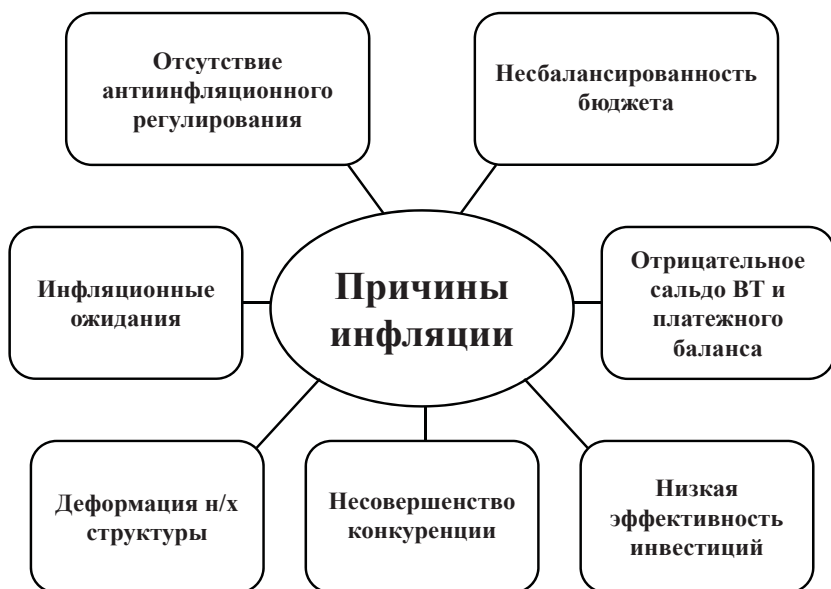 Отсутствие
антиинфляционного
регулирования
Несбалансированность
бюджета
Инфляционные
ожидания
Причины
инфляции
Отрицательное
сальдо ВТ и
платежного
баланса
Деформация н/х
структуры
Несовершенство
конкуренции
Низкая
эффективность
инвестиций